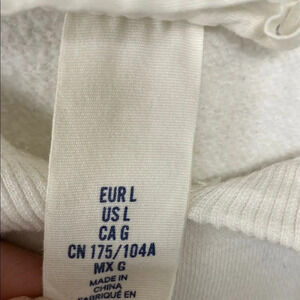 EUR L
US L
CA G
CN 175/104A
MX G
MADE IN
CHINA
FABRIQUÉ EN